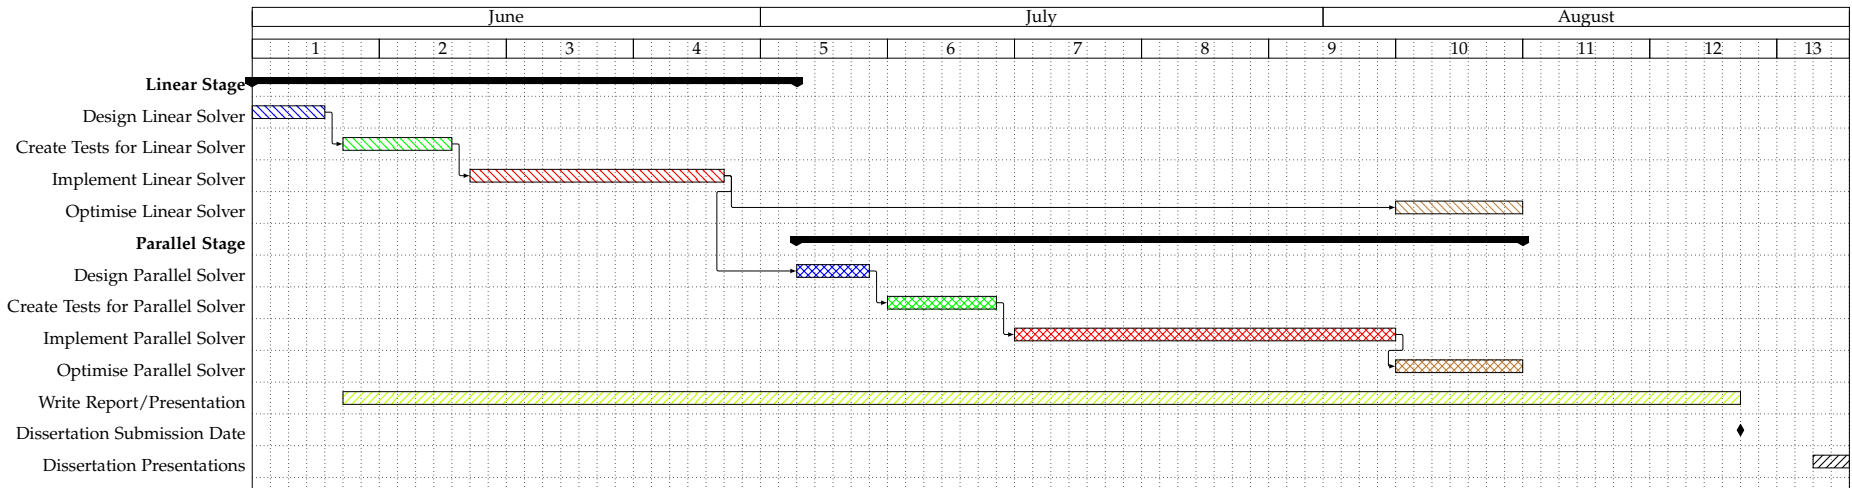 June July August
1 2 3 4 5 6 7 8 9 10 11 12 13
Linear Stage
Design Linear Solver
Create Tests for Linear Solver
Implement Linear Solver
Optimise Linear Solver
Parallel Stage
Design Parallel Solver
Create Tests for Parallel Solver
Implement Parallel Solver
Optimise Parallel Solver
Write Report/Presentation
Dissertation Submission Date
Dissertation Presentations